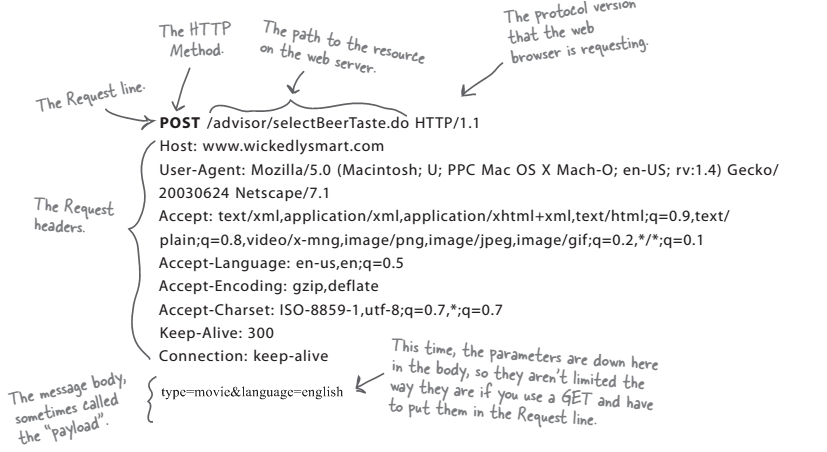 The HTTP
Method.
The path to the resource
on the web server.
The protocol version
that the web
browser is requesting.
The Request line.
POST /advisor/selectBeerTaste.do HTTP/1.1
Host: www.wickedlysmart.com
User-Agent: Mozilla/5.0 (Macintosh; U; PPC Mac OS X Mach-O; en-US; rv:1.4) Gecko/
20030624 Netscape/7.1
Accept: text/xml,application/xml,application/xhtml+xml,text/html;q=0.9,text/
plain;q=0.8,video/x-mng,image/png,image/jpeg,image/gif;q=0.2,*/*;q=0.1
Accept-Language: en-us,en;q=0.5
Accept-Encoding: gzip,deflate
Accept-Charset: ISO-8859-1,utf-8;q=0.7,*;q=0.7
Keep-Alive: 300
Connection: keep-alive
The Request
headers.
The message body,
sometimes called
the "payload".
type=movie&language=english
This time, the parameters are down here
in the body, so they aren't limited the
way they are if you use a GET and have
to put them in the Request line.